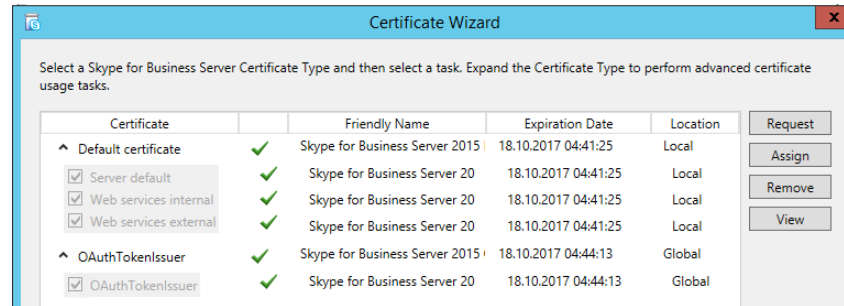 Certificate Wizard
x
Select a Skype for Business Server Certificate Type and then select a task. Expand the Certificate Type to perform advanced certificate
usage tasks.
Certificate Friendly Name Expiration Date Location Request
Default certificate Skype for Business Server 2015 18.10.2017 04:41:25 Local Assign
Server default Skype for Business Server 20 18.10.2017 04:41:25 Local
Web services internal Skype for Business Server 20 18.10.2017 04:41:25 Local Remove
Web services external Skype for Business Server 20 18.10.2017 04:41:25 Local View
OAuthTokenIssuer Skype for Business Server 2015 18.10.2017 04:44:13 Global
OAuthTokenIssuer Skype for Business Server 20 18.10.2017 04:44:13 Global